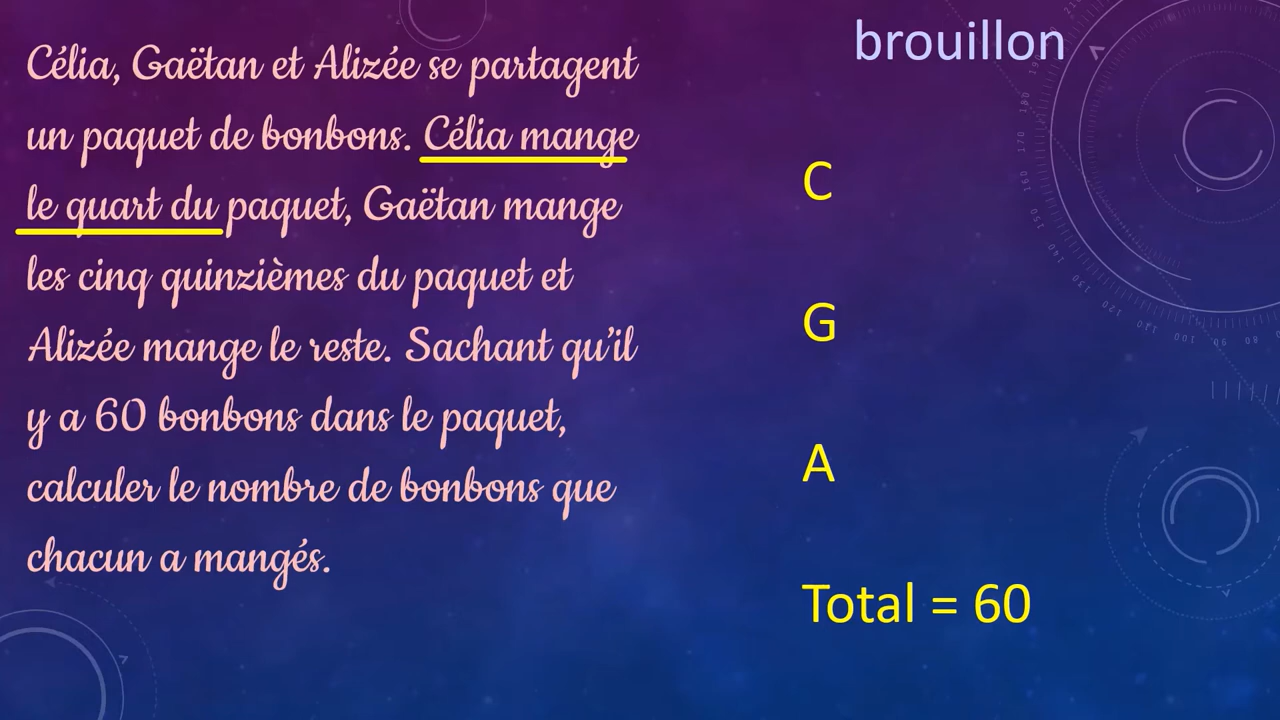 Célia, Gaëtan et Alizée se partagent
un paquet de bonbons. Célia mange
le quart du paquet, Gaëtan mange
les cinq quinzièmes du paquet et
Alizée mange le reste. Sachant qu’il
y a 60 bonbons dans le paquet,
calculer le nombre de bonbons que
chacun a mangés.
brouillon
C
G
A
Total = 60